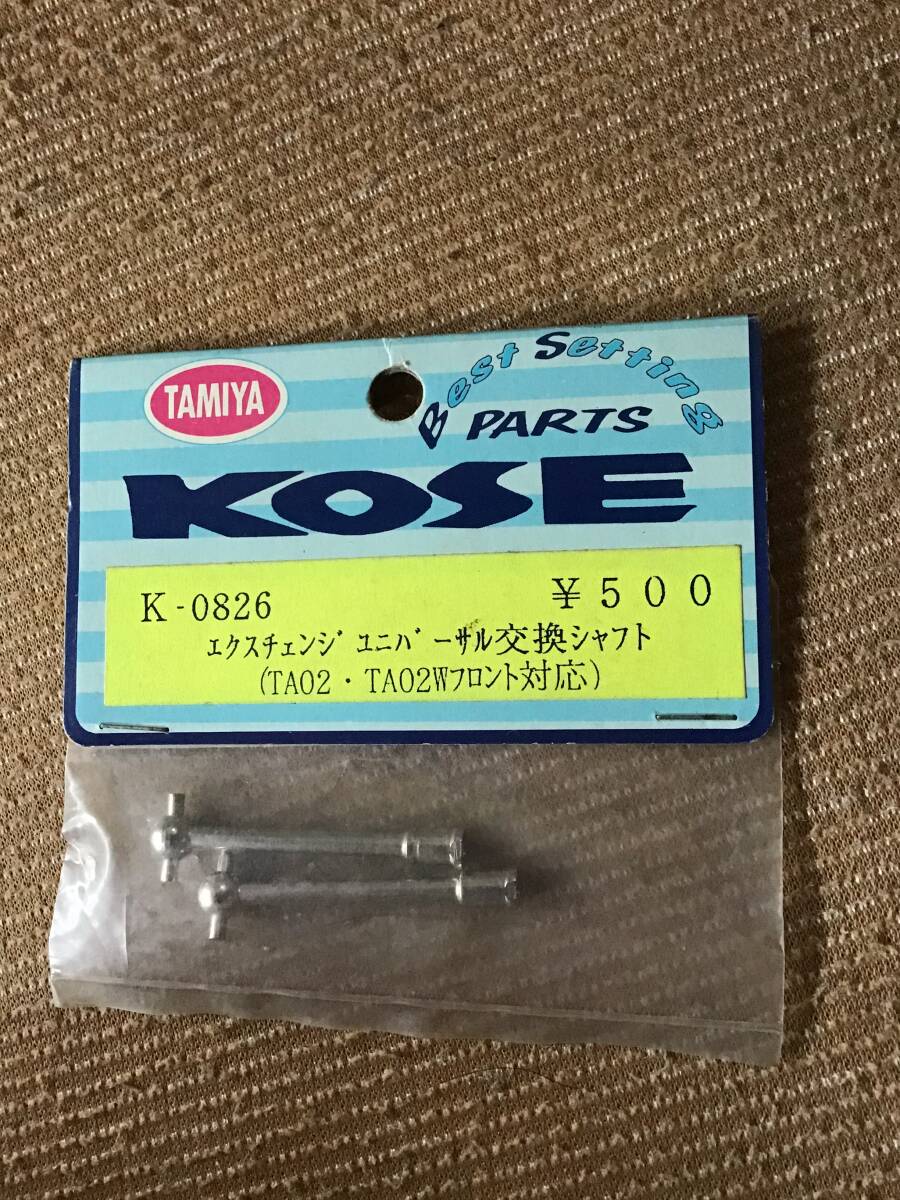 TAMIYA
Best Setting
PARTS
KOSE
K-0826 ¥500
ｴｸｽﾁｪﾝｼﾞﾕﾆﾊﾞｰｻﾙ交換ｼｬﾌﾄ
(TA02・TA02Wﾌﾛﾝﾄ対応)